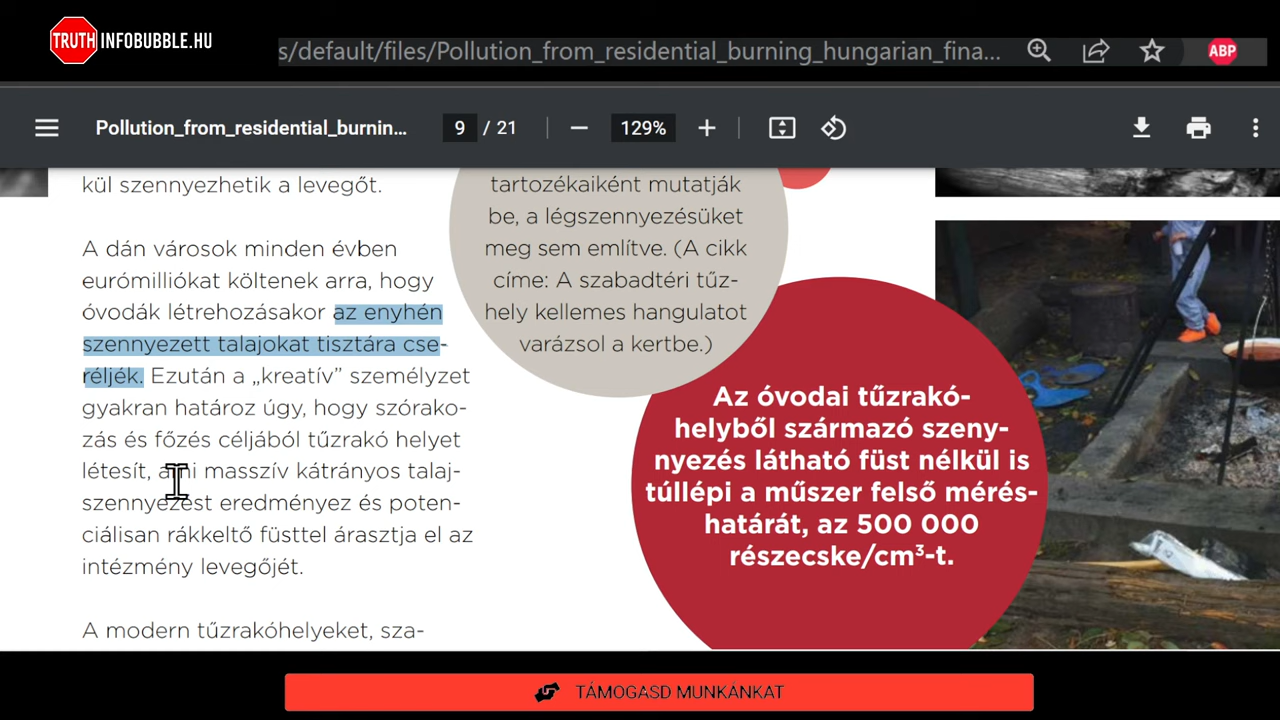 TRUTH INFOBUBBLE.HU
s/default/files/Pollution_from_residential_burning_hungarian_fina...
ABP
Pollution_from_residential_burnin...
9 / 21
129%
kül szennyezhetik a levegőt.
A dán városok minden évben
eurómilliókat költenek arra, hogy
óvodák létrehozásakor az enyhén
szennyezett talajokat tisztára cse-
réljék. Ezután a „kreatív” személyzet
gyakran határoz úgy, hogy szórako-
zás és főzés céljából tűzrakó helyet
létesít, ami masszív kátrányos talaj-
szennyezést eredményez és poten-
ciálisan rákkeltő füsttel árasztja el az
intézmény levegőjét.
A modern tűzrakóhelyeket, sza-
tartozékaiként mutatják
be, a légszennyezésüket
meg sem említve. (A cikk
címe: A szabadtéri tűz-
hely kellemes hangulatot
varázsol a kertbe.)
Az óvodai tűzrakó-
helyből származó szeny-
nyezés látható füst nélkül is
túllépi a műszer felső mérés-
határát, az 500 000
részecske/cm³-t.
TÁMOGASD MUNKÁNKAT